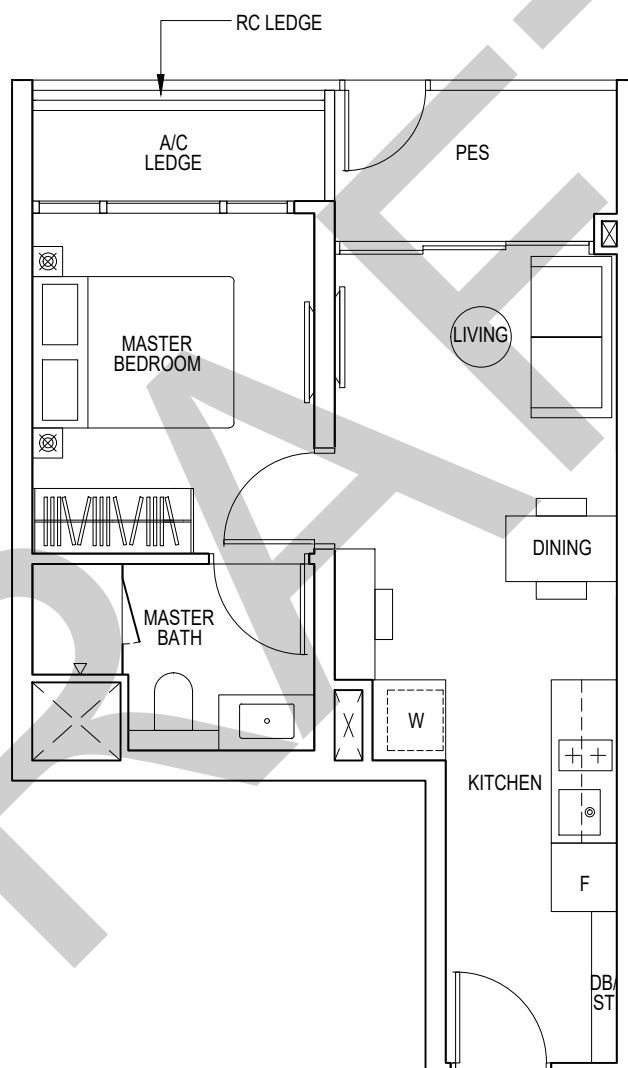 RC LEDGE
A/C
LEDGE
PES
MASTER
BEDROOM
LIVING
DINING
MASTER
BATH
W
KITCHEN
F
DB/
ST